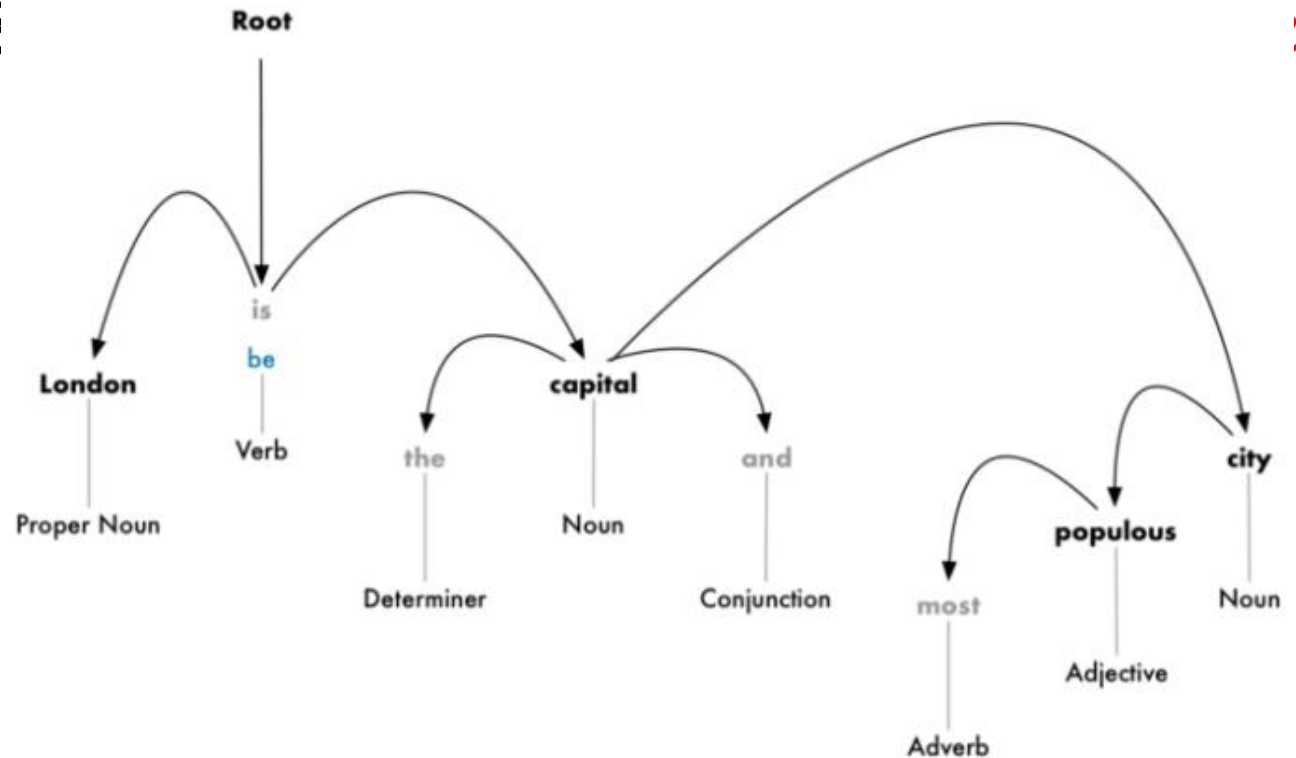 Root
is
be
London
capital
Verb
the
and
city
Proper Noun
Noun
populous
Determiner
Conjunction
most
Noun
Adjective
Adverb